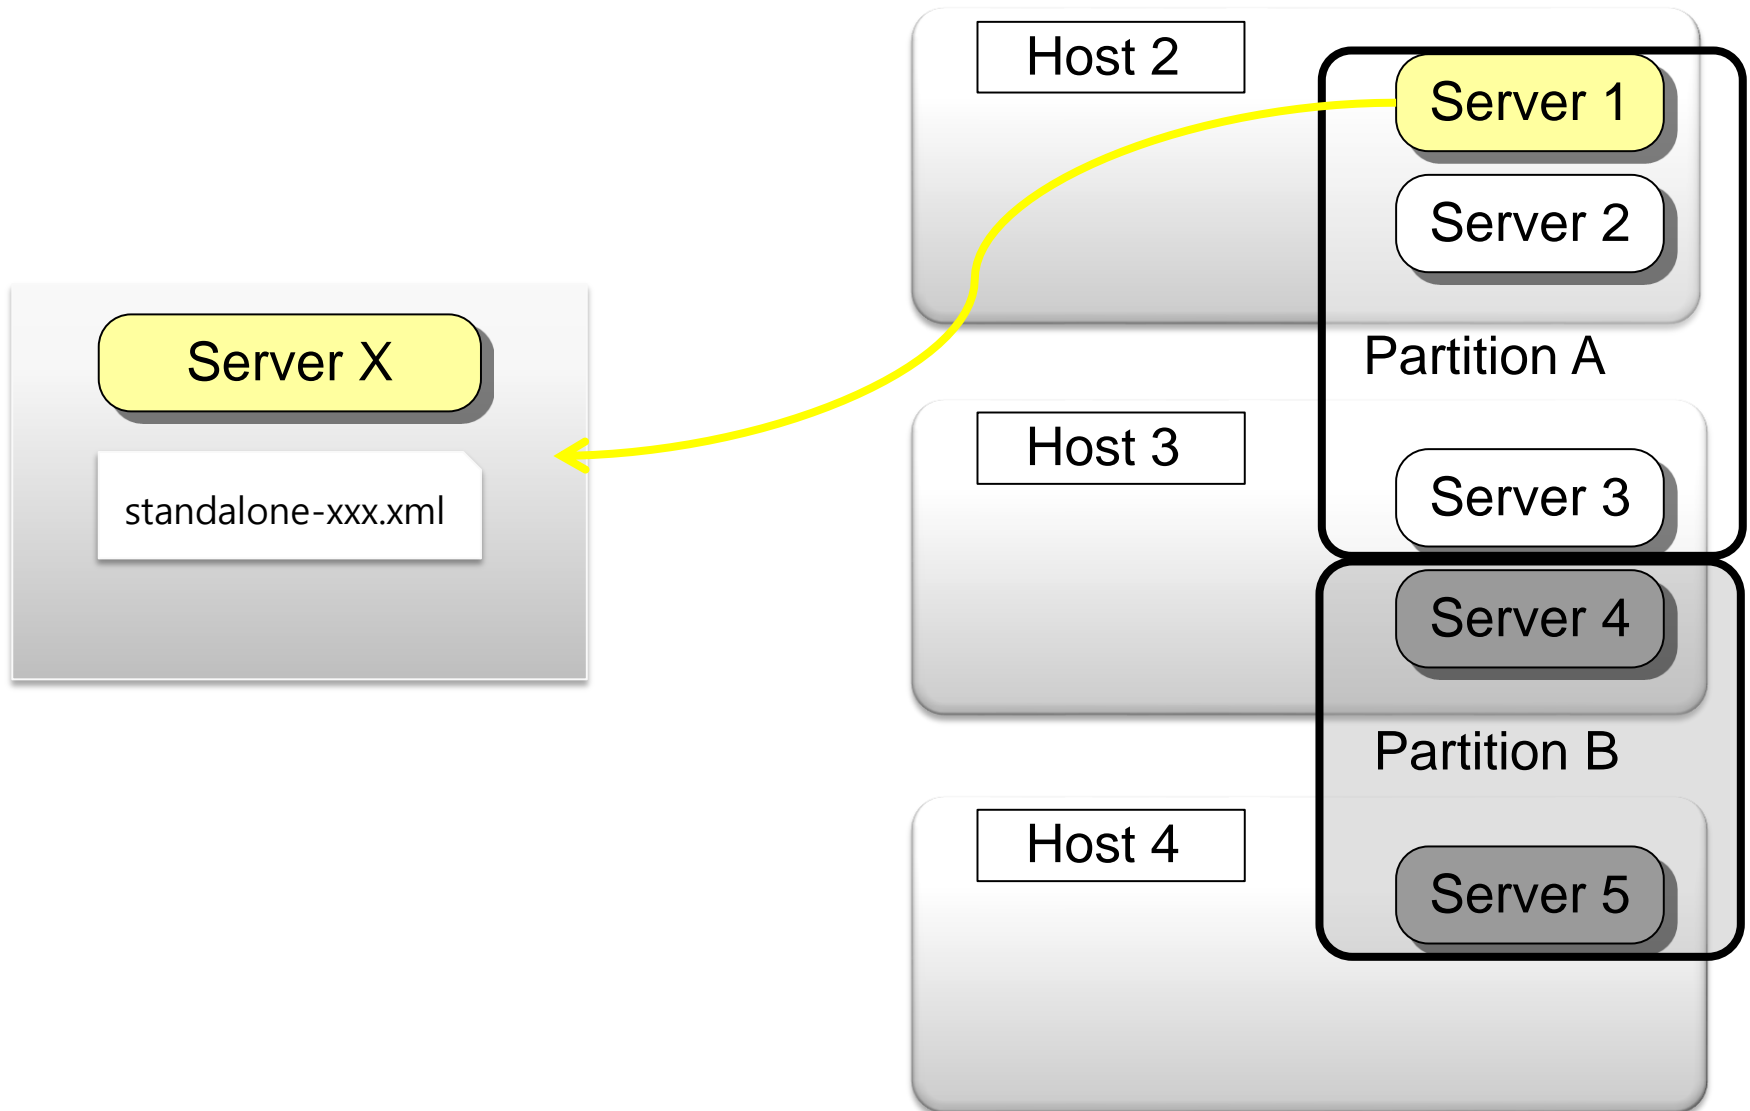 Server X
standalone-xxx.xml
Host 2
Server 1
Server 2
Partition A
Host 3
Server 3
Server 4
Partition B
Host 4
Server 5